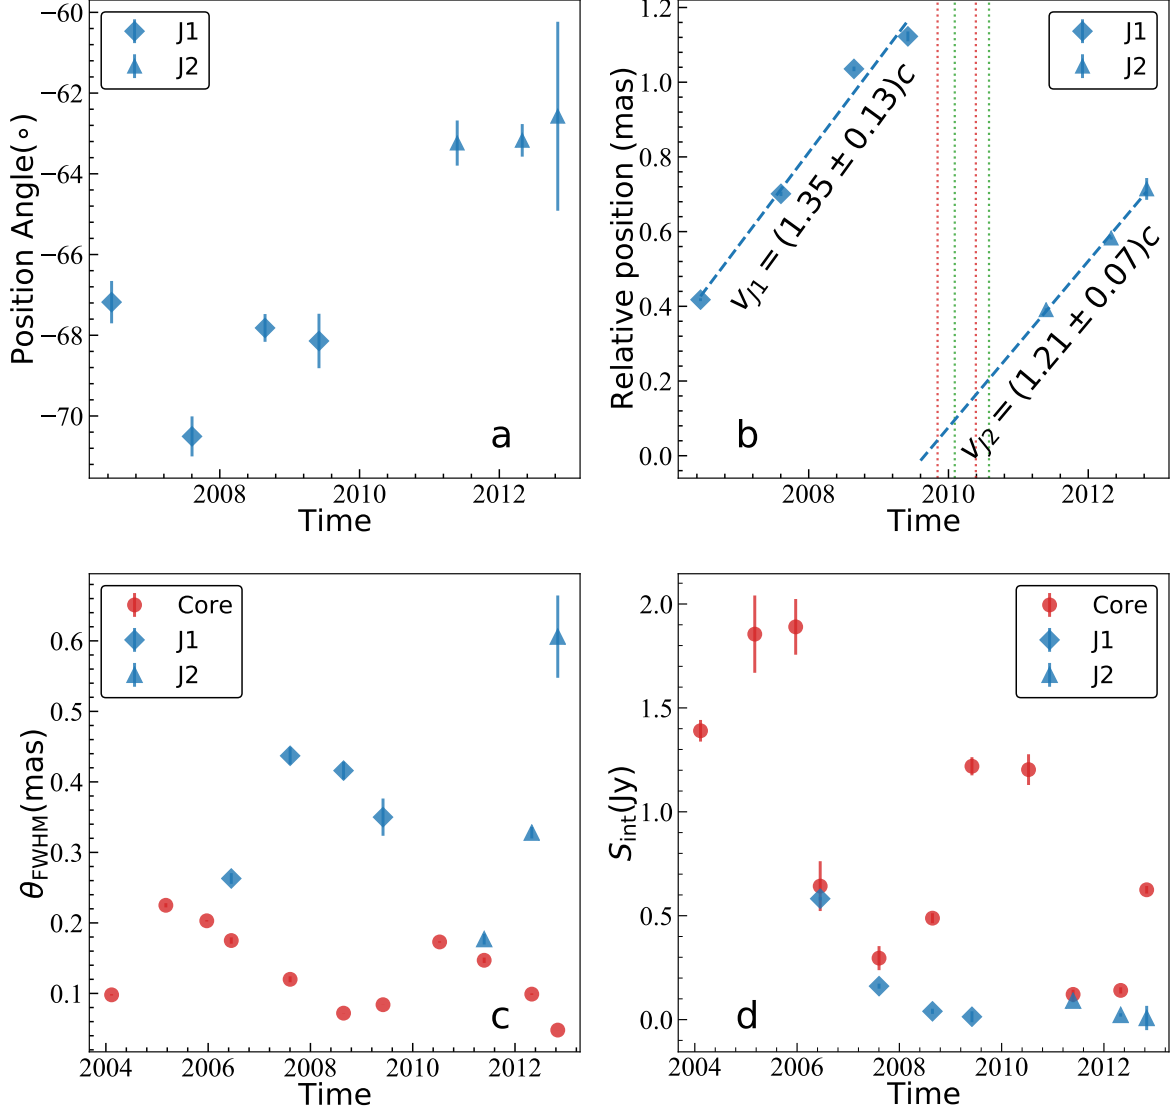 −60
−62
−64
−66
−68
−70
Position Angle(∘)
J1
J2
a
2008
2010
2012
Time
1.2
1.0
0.8
0.6
0.4
0.2
0.0
Relative position (mas)
J1
J2
v_J1 = (1.35 ± 0.13)c
v_J2 = (1.21 ± 0.07)c
b
2008
2010
2012
Time
0.6
0.5
0.4
0.3
0.2
0.1
θ_FWHM(mas)
Core
J1
J2
c
2004
2006
2008
2010
2012
Time
2.0
1.5
1.0
0.5
0.0
S_int(Jy)
Core
J1
J2
d
2004
2006
2008
2010
2012
Time